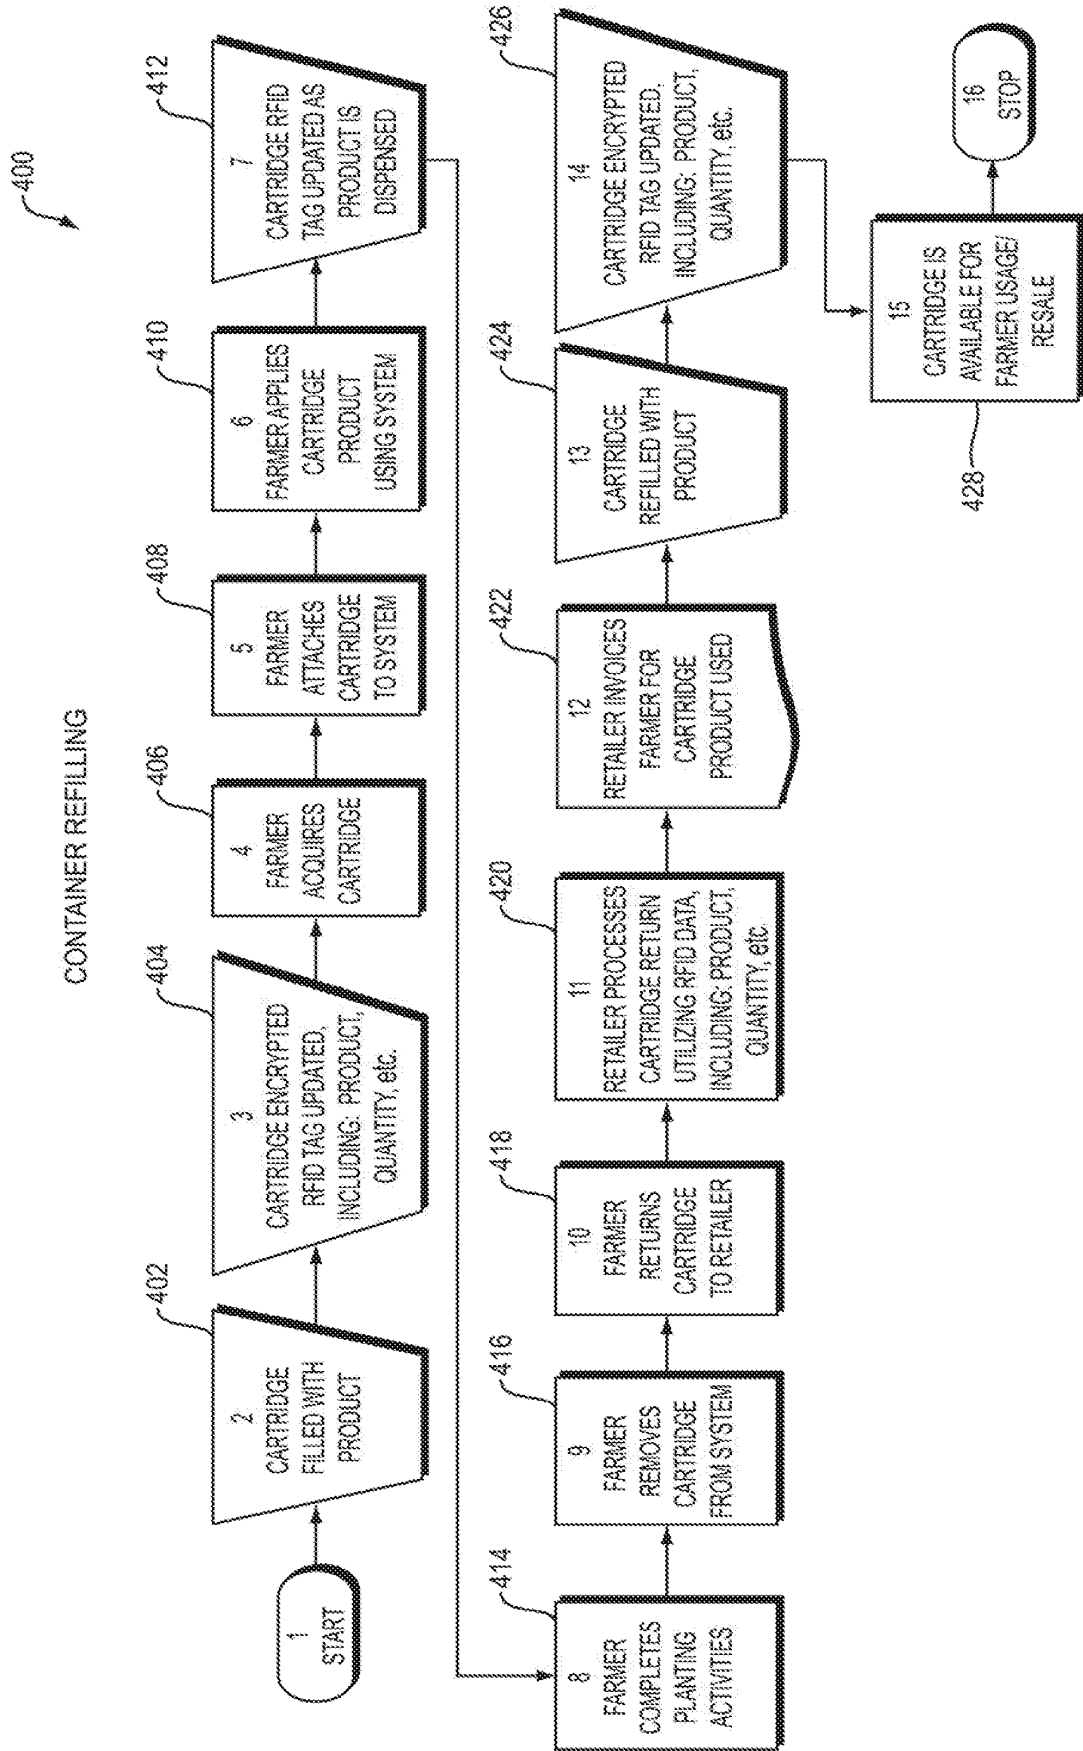 CONTAINER REFILLING
400
1
START
402
2
CARTRIDGE
FILLED WITH
PRODUCT
404
3
CARTRIDGE ENCRYPTED
RFID TAG UPDATED,
INCLUDING: PRODUCT,
QUANTITY, etc.
406
4
FARMER
ACQUIRES
CARTRIDGE
408
5
FARMER
ATTACHES
CARTRIDGE
TO SYSTEM
410
6
FARMER APPLIES
CARTRIDGE
PRODUCT
USING SYSTEM
412
7
CARTRIDGE RFID
TAG UPDATED AS
PRODUCT IS
DISPENSED
414
8
FARMER
COMPLETES
PLANTING
ACTIVITIES
416
9
FARMER
REMOVES
CARTRIDGE
FROM SYSTEM
418
10
FARMER
RETURNS
CARTRIDGE
TO RETAILER
420
11
RETAILER PROCESSES
CARTRIDGE RETURN
UTILIZING RFID DATA,
INCLUDING: PRODUCT,
QUANTITY, etc.
422
12
RETAILER INVOICES
FARMER FOR
CARTRIDGE
PRODUCT USED
424
13
CARTRIDGE
REFILLED WITH
PRODUCT
426
14
CARTRIDGE ENCRYPTED
RFID TAG UPDATED,
INCLUDING: PRODUCT,
QUANTITY, etc.
428
15
CARTRIDGE IS
AVAILABLE FOR
FARMER USAGE/
RESALE
16
STOP